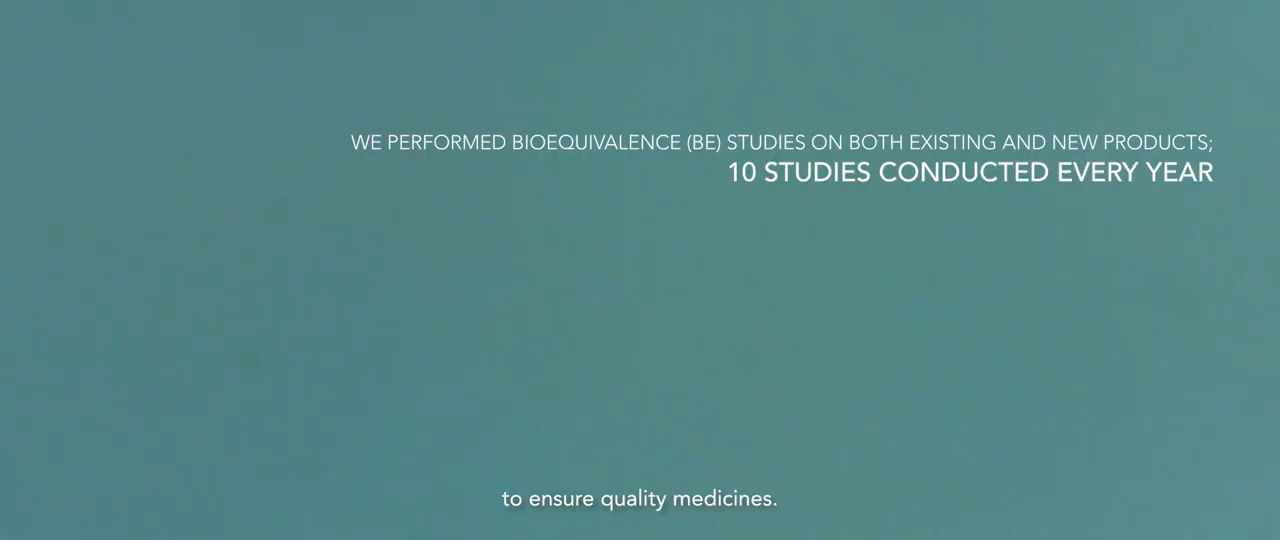 WE PERFORMED BIOEQUIVALENCE (BE) STUDIES ON BOTH EXISTING AND NEW PRODUCTS;
10 STUDIES CONDUCTED EVERY YEAR
to ensure quality medicines.